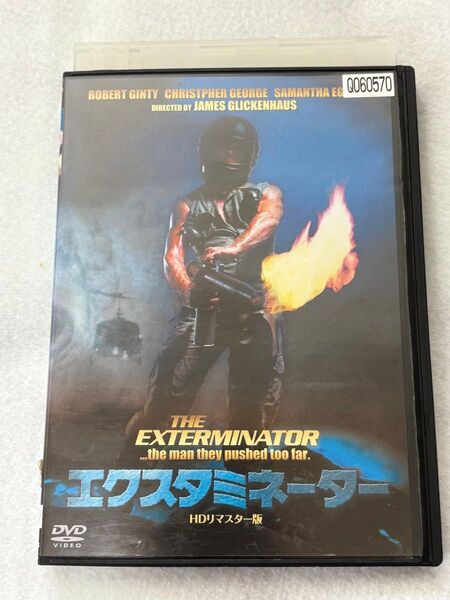 ROBERT GINTY CHRISTPHER GEORGE SAMANTHA
Q060570
DIRECTED BY JAMES GLICKENHAUS
THE
EXTERMINATOR
...the man they pushed too far.
エクスタミネーター
HDリマスター版
DVD
VIDEO